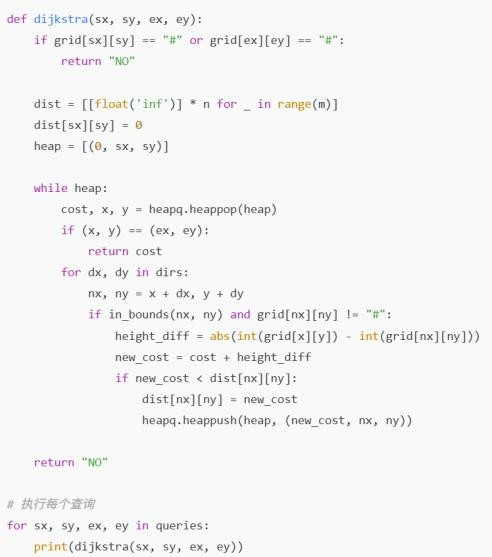 def dijkstra(sx, sy, ex, ey):
    if grid[sx][sy] == "#" or grid[ex][ey] == "#":
        return "NO"

    dist = [[float('inf')] * n for _ in range(m)]
    dist[sx][sy] = 0
    heap = [(0, sx, sy)]

    while heap:
        cost, x, y = heapq.heappop(heap)
        if (x, y) == (ex, ey):
            return cost
        for dx, dy in dirs:
            nx, ny = x + dx, y + dy
            if in_bounds(nx, ny) and grid[nx][ny] != "#":
                height_diff = abs(int(grid[x][y]) - int(grid[nx][ny]))
                new_cost = cost + height_diff
                if new_cost < dist[nx][ny]:
                    dist[nx][ny] = new_cost
                    heapq.heappush(heap, (new_cost, nx, ny))

    return "NO"

# 执行每个查询
for sx, sy, ex, ey in queries:
    print(dijkstra(sx, sy, ex, ey))